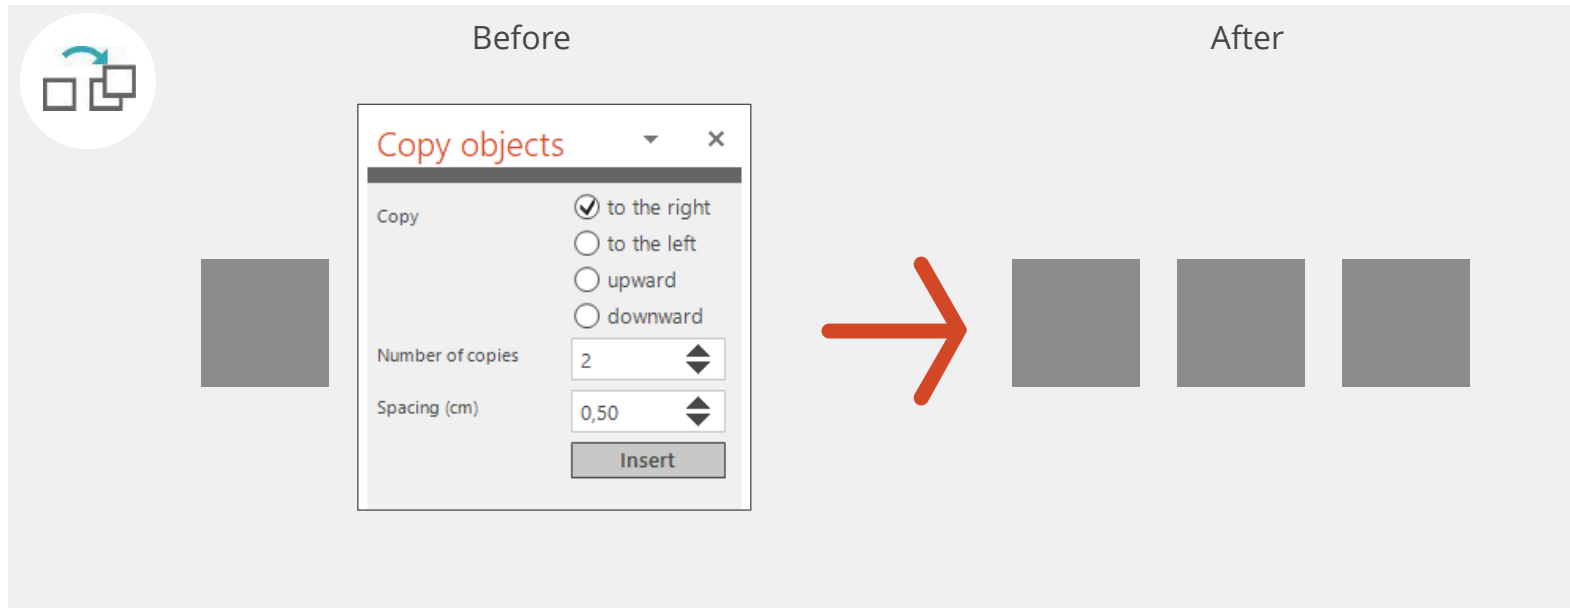 Before
After
Copy objects
Copy
to the right
to the left
upward
downward
Number of copies
2
Spacing (cm)
0,50
Insert